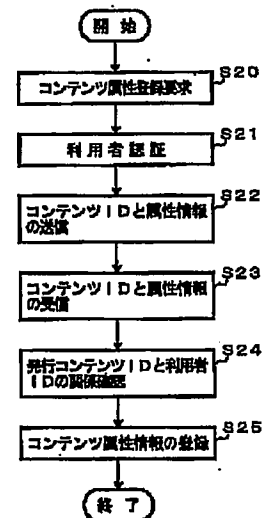 開始
S20
コンテンツ属性登録要求
S21
利用者認証
S22
コンテンツIDと属性情報
の送信
S23
コンテンツIDと属性情報
の受信
S24
発行コンテンツIDと利用者
IDの関係確認
S25
コンテンツ属性情報の登録
終了